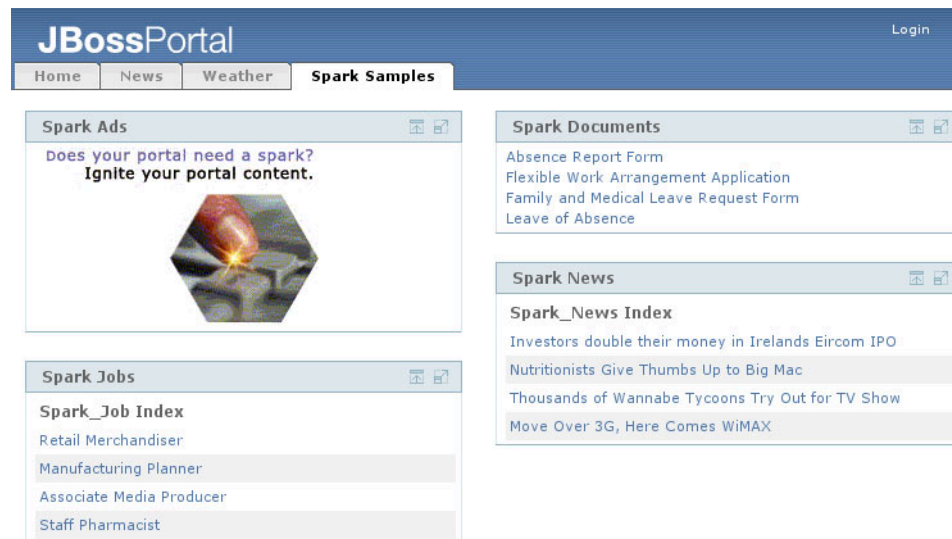 JBossPortal
Login
Home News Weather Spark Samples
Spark Ads
Does your portal need a spark?
Ignite your portal content.
Spark Jobs
Spark_Job Index
Retail Merchandiser
Manufacturing Planner
Associate Media Producer
Staff Pharmacist
Spark Documents
Absence Report Form
Flexible Work Arrangement Application
Family and Medical Leave Request Form
Leave of Absence
Spark News
Spark_News Index
Investors double their money in Irelands Eircom IPO
Nutritionists Give Thumbs Up to Big Mac
Thousands of Wannabe Tycoons Try Out for TV Show
Move Over 3G, Here Comes WiMAX